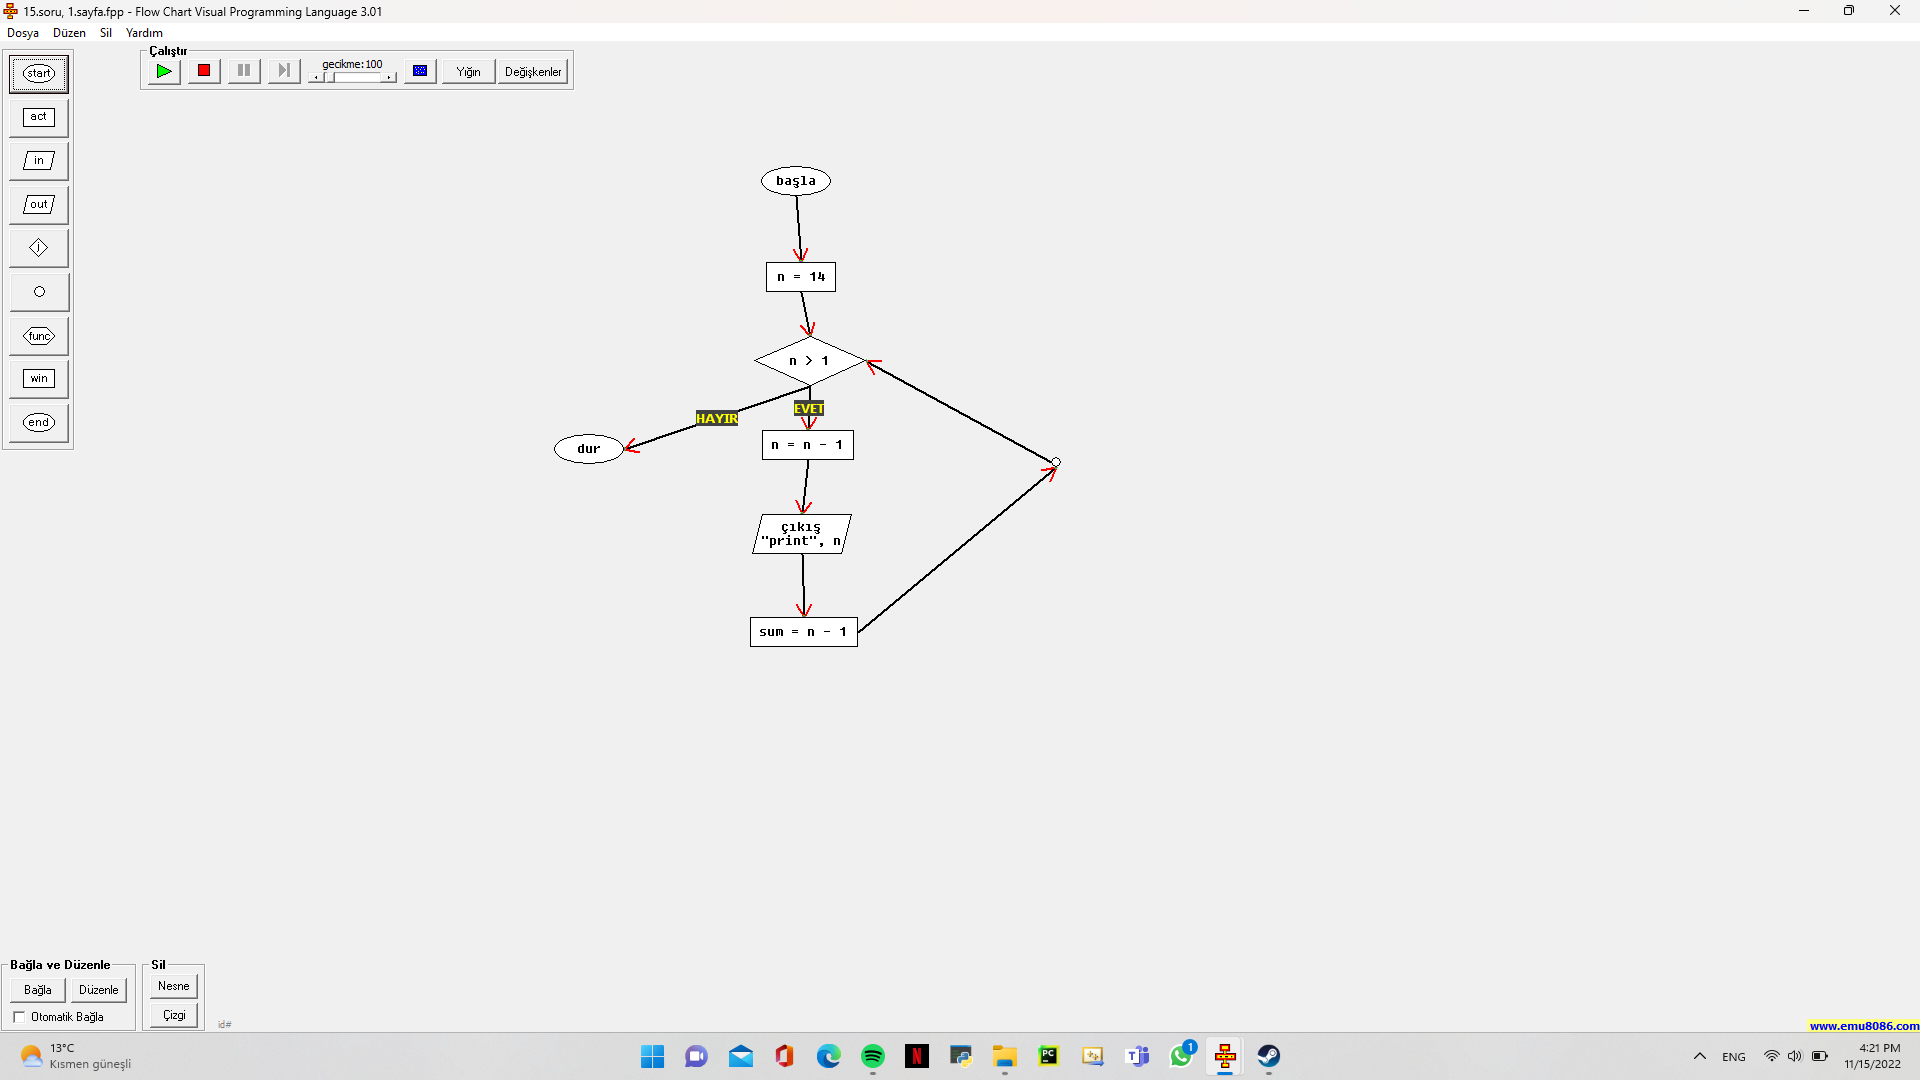 15.soru, 1.sayfa.fpp - Flow Chart Visual Programming Language 3.01
Dosya Düzen Sil Yardım
Çalıştır
gecikme:100
Yığın
Değişkenler
start
act
in
out
j
func
win
end
başla
n = 14
n > 1
HAYIR
EVET
dur
n = n - 1
çıkış
"print", n
sum = n - 1
Bağla ve Düzenle
Bağla
Düzenle
Otomatik Bağla
Sil
Nesne
Çizgi
id#
www.emu8086.com
13°C
Kısmen güneşli
N
PC
1
ENG
4:21 PM
11/15/2022